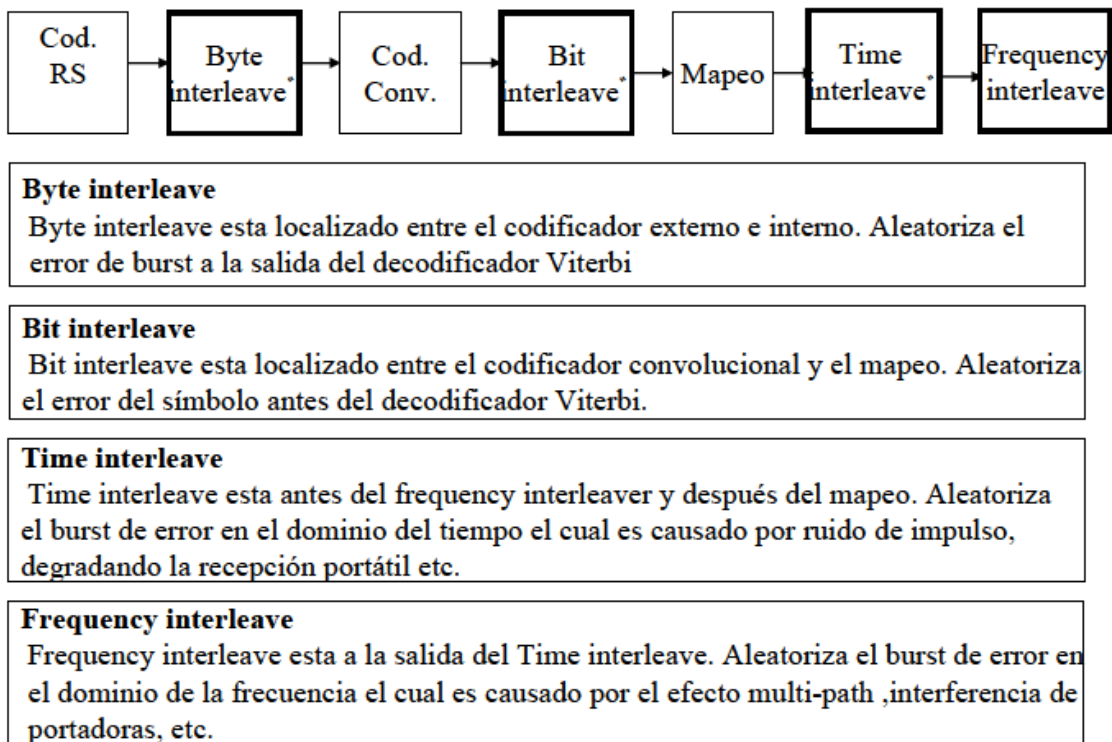 Cod.
RS
Byte
interleave*
Cod.
Conv.
Bit
interleave*
Mapeo
Time
interleave*
Frequency
interleave
Byte interleave
Byte interleave esta localizado entre el codificador externo e interno. Aleatoriza el
error de burst a la salida del decodificador Viterbi
Bit interleave
Bit interleave esta localizado entre el codificador convolucional y el mapeo. Aleatoriza
el error del símbolo antes del decodificador Viterbi.
Time interleave
Time interleave esta antes del frequency interleaver y después del mapeo. Aleatoriza
el burst de error en el dominio del tiempo el cual es causado por ruido de impulso,
degradando la recepción portátil etc.
Frequency interleave
Frequency interleave esta a la salida del Time interleave. Aleatoriza el burst de error en
el dominio de la frecuencia el cual es causado por el efecto multi-path ,interferencia de
portadoras, etc.